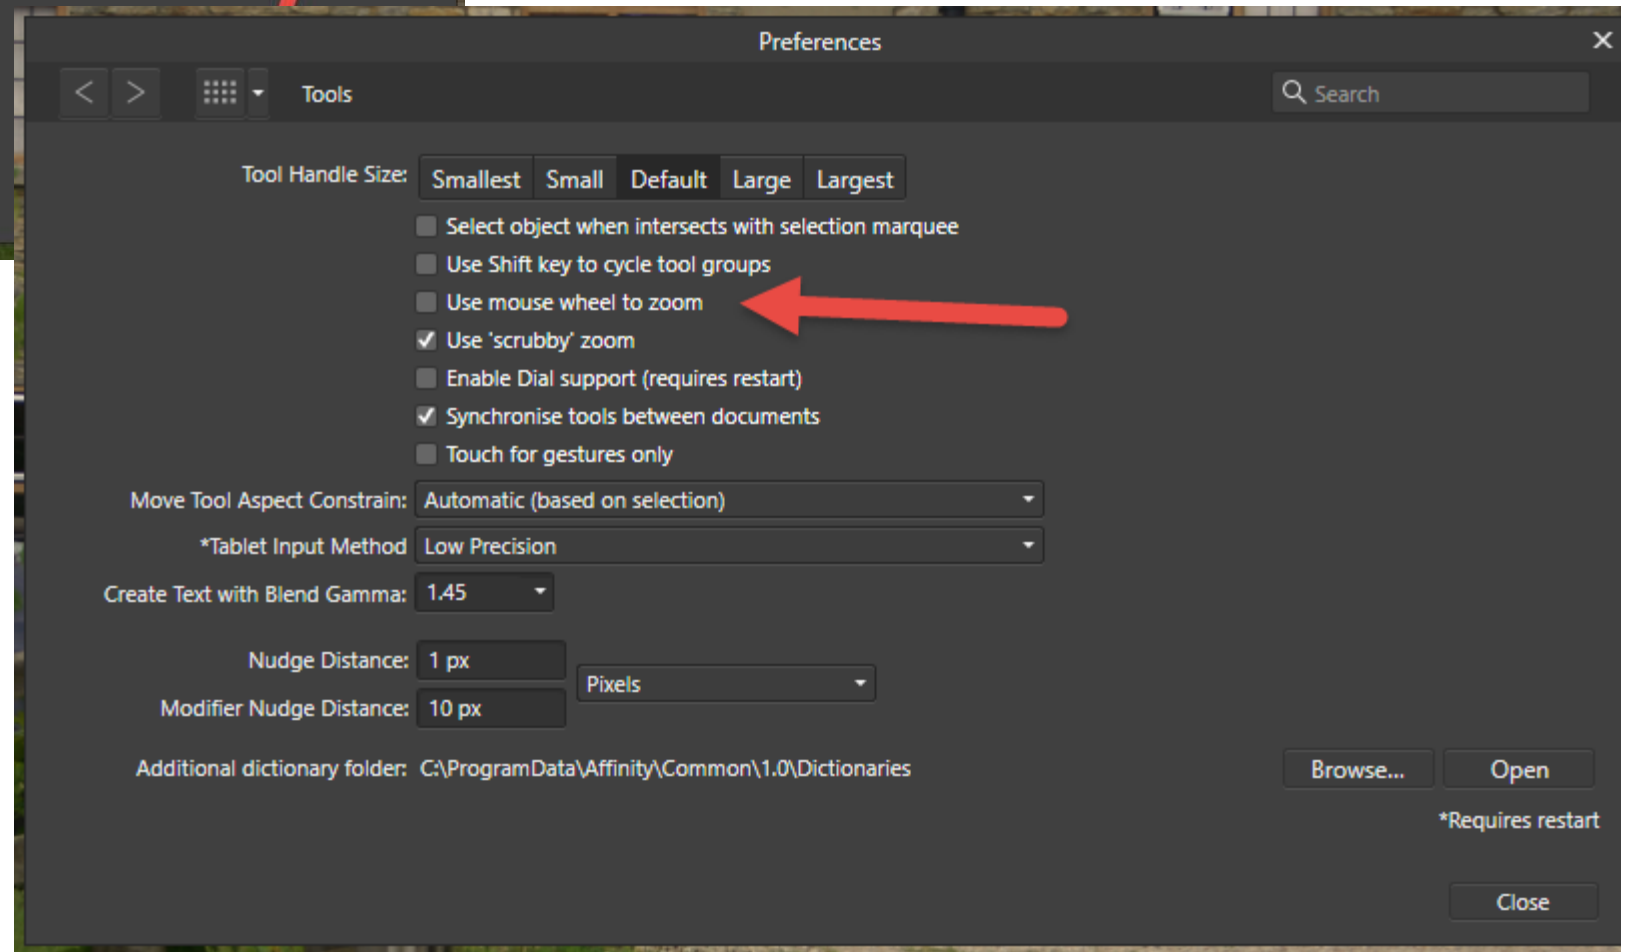 Preferences
Tools
Search
Tool Handle Size: Smallest Small Default Large Largest
Select object when intersects with selection marquee
Use Shift key to cycle tool groups
Use mouse wheel to zoom
Use 'scrubby' zoom
Enable Dial support (requires restart)
Synchronise tools between documents
Touch for gestures only
Move Tool Aspect Constrain: Automatic (based on selection)
*Tablet Input Method Low Precision
Create Text with Blend Gamma: 1.45
Nudge Distance: 1 px
Pixels
Modifier Nudge Distance: 10 px
Additional dictionary folder: C:\ProgramData\Affinity\Common\1.0\Dictionaries Browse... Open
*Requires restart
Close